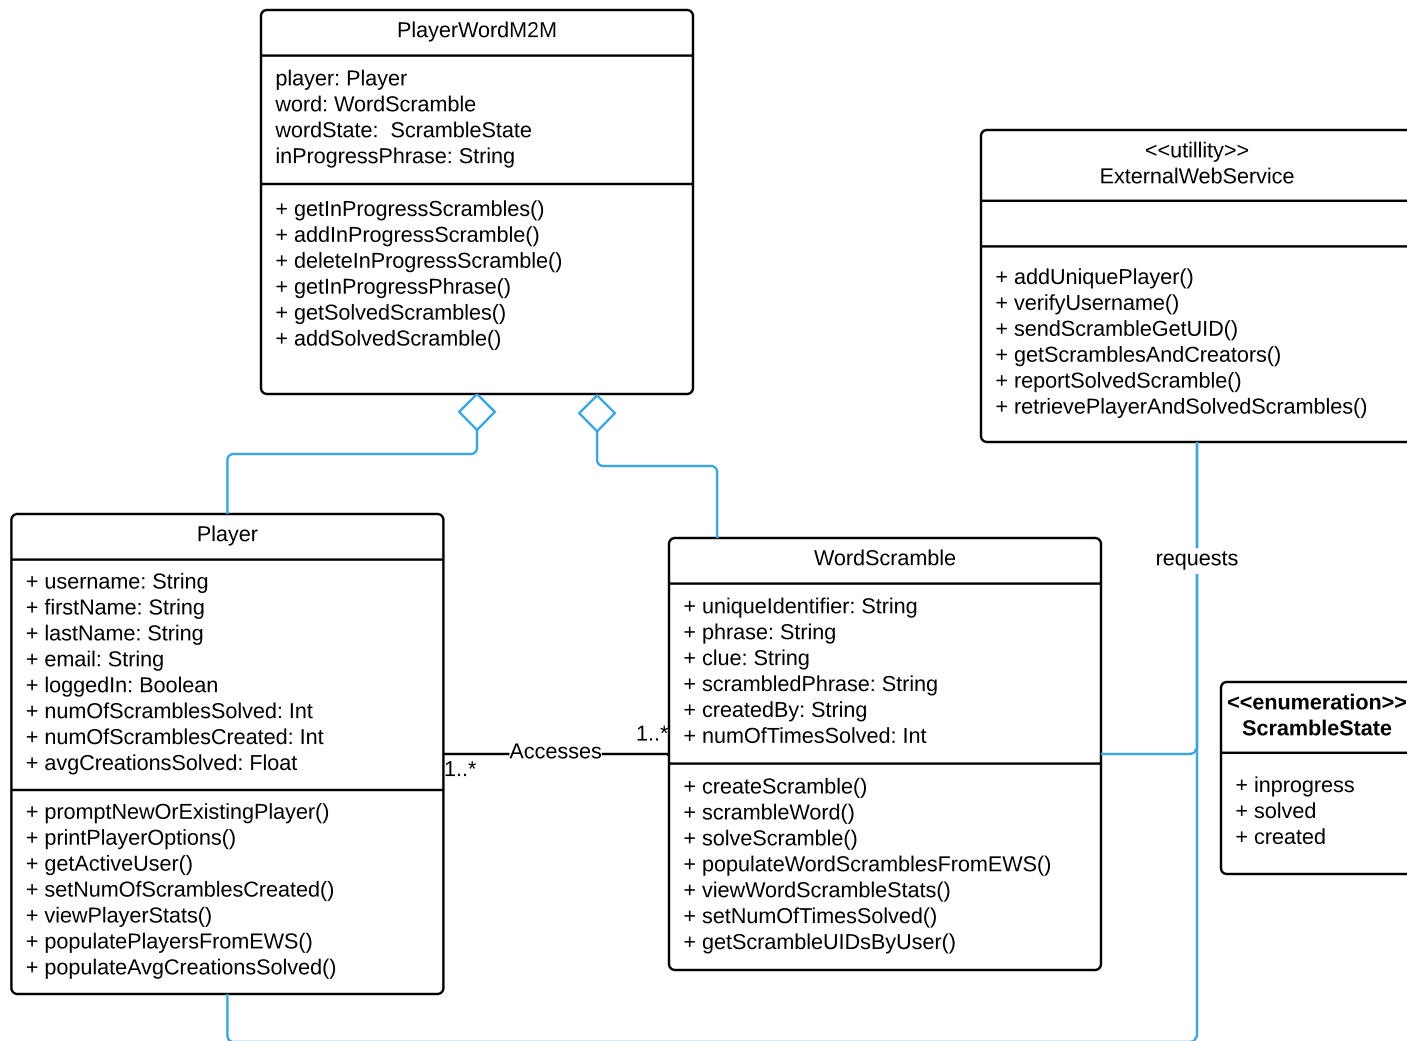 PlayerWordM2M
player: Player
word: WordScramble
wordState:  ScrambleState
inProgressPhrase: String
+ getInProgressScrambles()
+ addInProgressScramble()
+ deleteInProgressScramble()
+ getInProgressPhrase()
+ getSolvedScrambles()
+ addSolvedScramble()
<<utillity>>
ExternalWebService
+ addUniquePlayer()
+ verifyUsername()
+ sendScrambleGetUID()
+ getScramblesAndCreators()
+ reportSolvedScramble()
+ retrievePlayerAndSolvedScrambles()
Player
+ username: String
+ firstName: String
+ lastName: String
+ email: String
+ loggedIn: Boolean
+ numOfScramblesSolved: Int
+ numOfScramblesCreated: Int
+ avgCreationsSolved: Float
+ promptNewOrExistingPlayer()
+ printPlayerOptions()
+ getActiveUser()
+ setNumOfScramblesCreated()
+ viewPlayerStats()
+ populatePlayersFromEWS()
+ populateAvgCreationsSolved()
1..*
Accesses
1..*
WordScramble
+ uniqueIdentifier: String
+ phrase: String
+ clue: String
+ scrambledPhrase: String
+ createdBy: String
+ numOfTimesSolved: Int
+ createScramble()
+ scrambleWord()
+ solveScramble()
+ populateWordScramblesFromEWS()
+ viewWordScrambleStats()
+ setNumOfTimesSolved()
+ getScrambleUIDsByUser()
requests
<<enumeration>>
ScrambleState
+ inprogress
+ solved
+ created